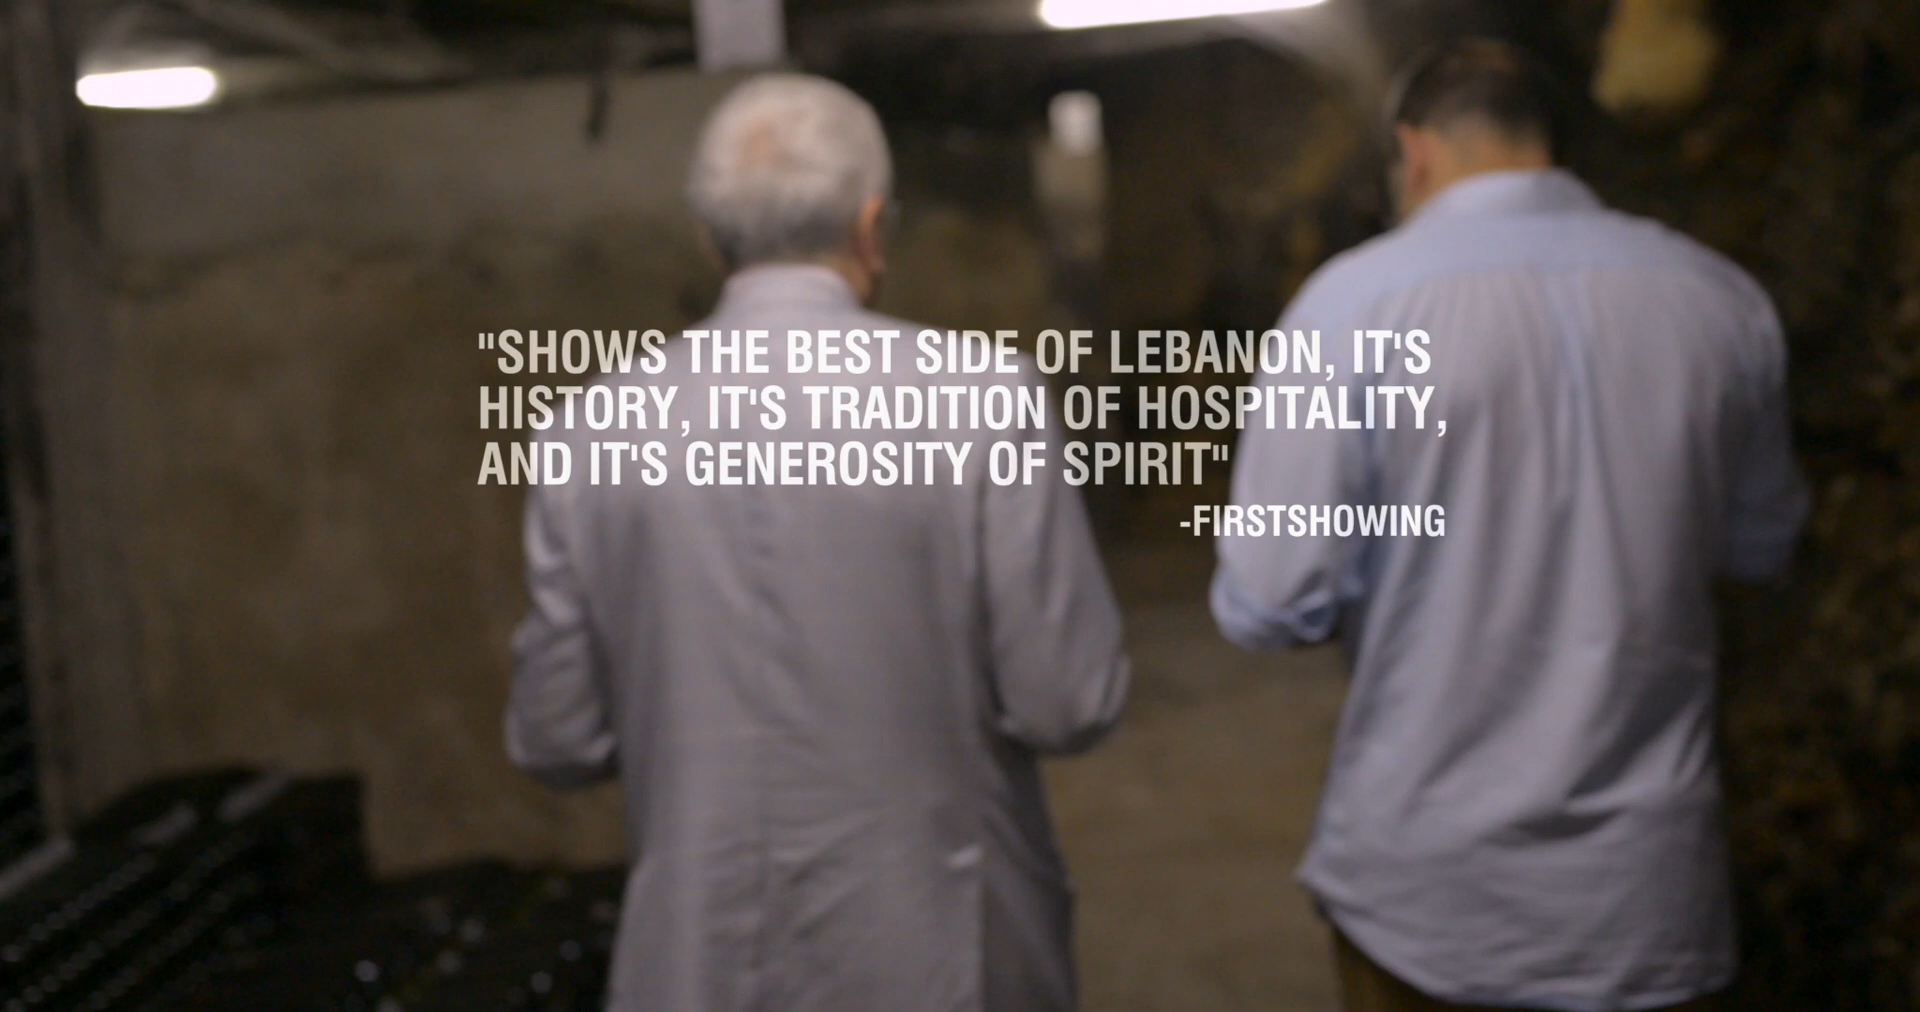 "SHOWS THE BEST SIDE OF LEBANON, IT'S
HISTORY, IT'S TRADITION OF HOSPITALITY,
AND IT'S GENEROSITY OF SPIRIT"
-FIRSTSHOWING